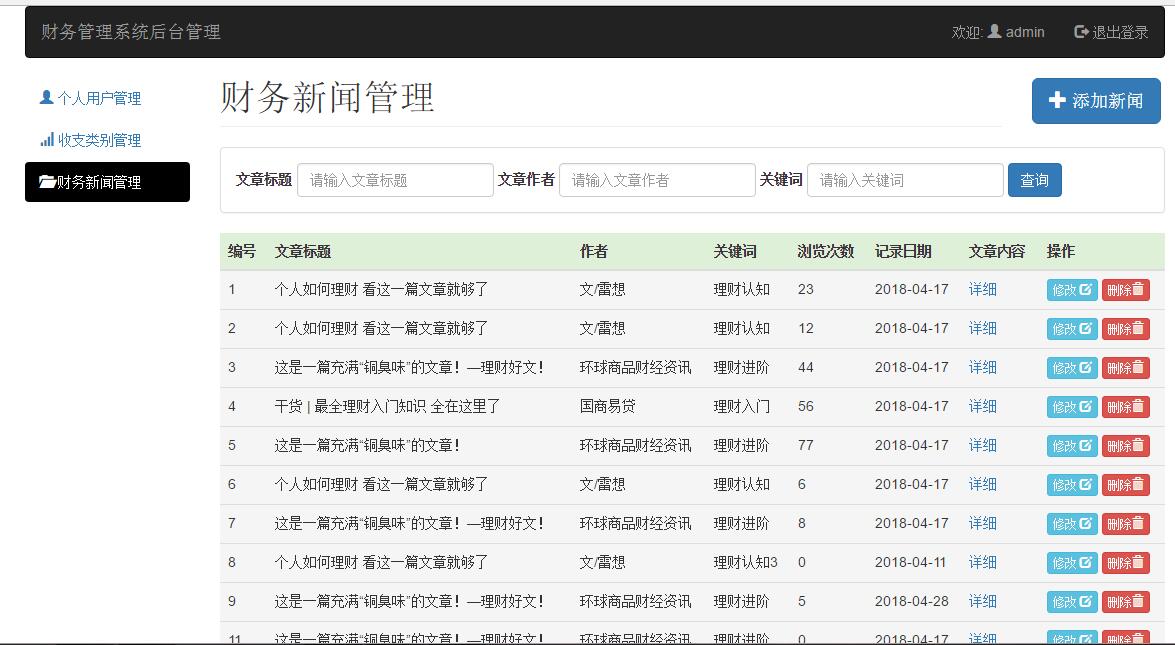 财务管理系统后台管理 欢迎: admin 退出登录
个人用户管理
收支类别管理
财务新闻管理
财务新闻管理
添加新闻
文章标题 请输入文章标题 文章作者 请输入文章作者 关键词 请输入关键词 查询
编号 文章标题 作者 关键词 浏览次数 记录日期 文章内容 操作
1 个人如何理财 看这一篇文章就够了 文/雷想 理财认知 23 2018-04-17 详细 修改 删除
2 个人如何理财 看这一篇文章就够了 文/雷想 理财认知 12 2018-04-17 详细 修改 删除
3 这是一篇充满“铜臭味”的文章！—理财好文！ 环球商品财经资讯 理财进阶 44 2018-04-17 详细 修改 删除
4 干货 | 最全理财入门知识 全在这里了 国商易贷 理财入门 56 2018-04-17 详细 修改 删除
5 这是一篇充满“铜臭味”的文章！ 环球商品财经资讯 理财进阶 77 2018-04-17 详细 修改 删除
6 个人如何理财 看这一篇文章就够了 文/雷想 理财认知 6 2018-04-17 详细 修改 删除
7 这是一篇充满“铜臭味”的文章！—理财好文！ 环球商品财经资讯 理财进阶 8 2018-04-17 详细 修改 删除
8 个人如何理财 看这一篇文章就够了 文/雷想 理财认知3 0 2018-04-11 详细 修改 删除
9 这是一篇充满“铜臭味”的文章！—理财好文！ 环球商品财经资讯 理财进阶 5 2018-04-28 详细 修改 删除
11 这是一篇充满“铜臭味”的文章！—理财好文！ 环球商品财经资讯 理财进阶 0 2018-04-17 详细 修改 删除